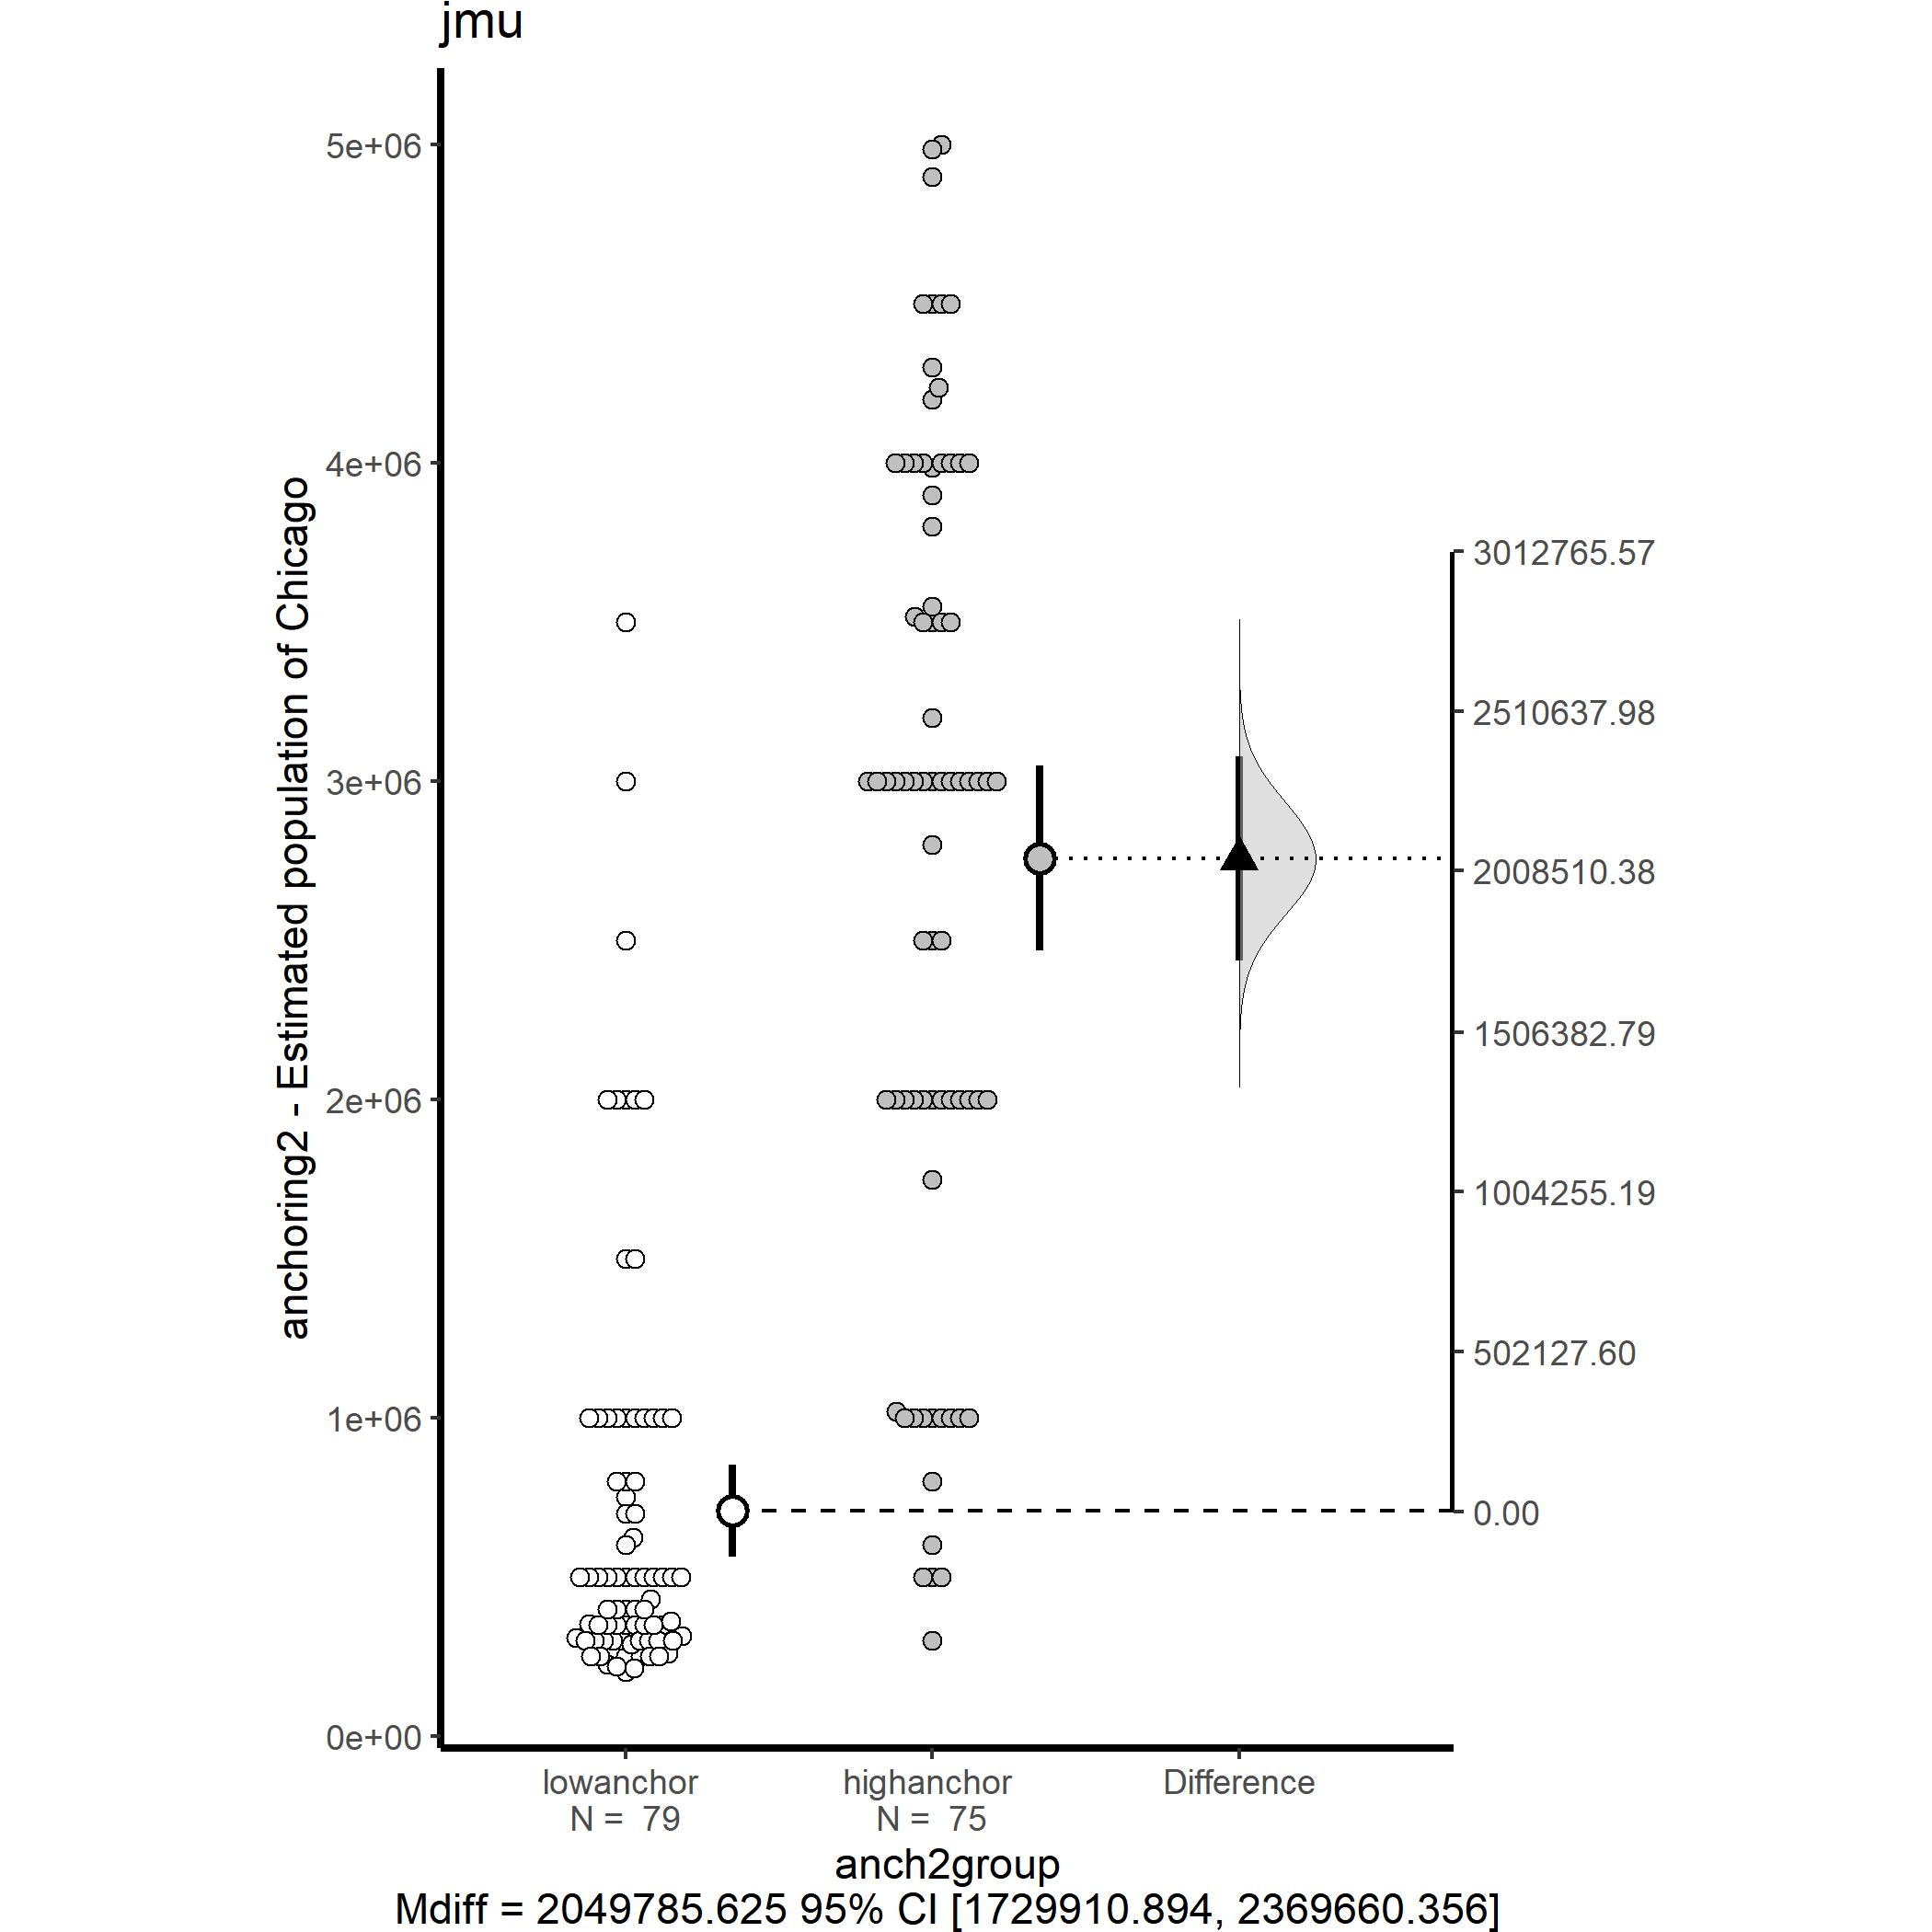 jmu
anchoring2 - Estimated population of Chicago
5e+06
4e+06
3e+06
2e+06
1e+06
0e+00
3012765.57
2510637.98
2008510.38
1506382.79
1004255.19
502127.60
0.00
lowanchor
N =  79
highanchor
N =  75
Difference
anch2group
Mdiff = 2049785.625 95% CI [1729910.894, 2369660.356]